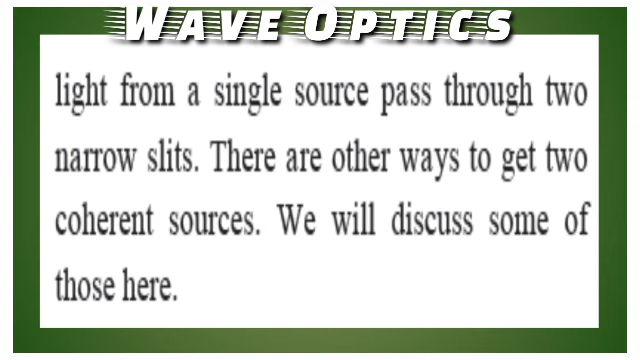 WAVE OPTICS
light from a single source pass through two
narrow slits. There are other ways to get two
coherent sources. We will discuss some of
those here.